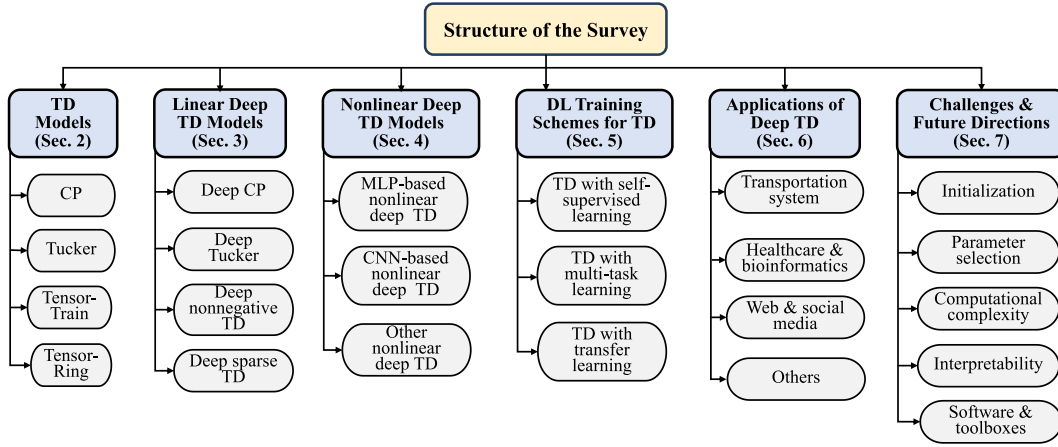 Structure of the Survey
TD
Models
(Sec. 2)
CP
Tucker
Tensor-
Train
Tensor-
Ring
Linear Deep
TD Models
(Sec. 3)
Deep CP
Deep
Tucker
Deep
nonnegative
TD
Deep sparse
TD
Nonlinear Deep
TD Models
(Sec. 4)
MLP-based
nonlinear
deep TD
CNN-based
nonlinear
deep TD
Other
nonlinear
deep TD
DL Training
Schemes for TD
(Sec. 5)
TD with self-
supervised
learning
TD with
multi-task
learning
TD with
transfer
learning
Applications of
Deep TD
(Sec. 6)
Transportation
system
Healthcare &
bioinformatics
Web & social
media
Others
Challenges &
Future Directions
(Sec. 7)
Initialization
Parameter
selection
Computational
complexity
Interpretability
Software &
toolboxes